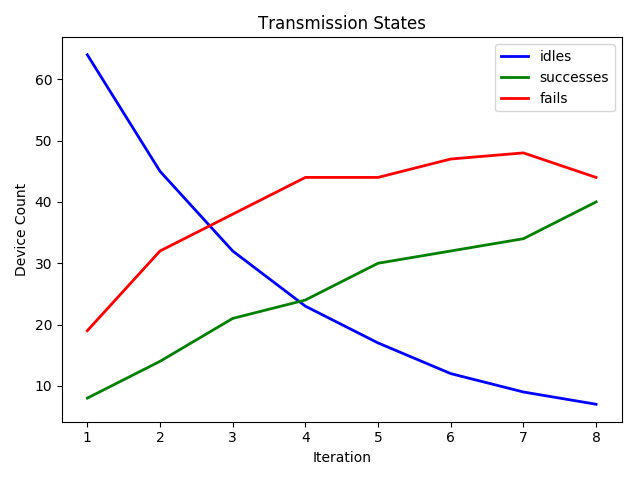 Transmission States
idles
successes
fails
Device Count
60
50
40
30
20
10
1 2 3 4 5 6 7 8
Iteration